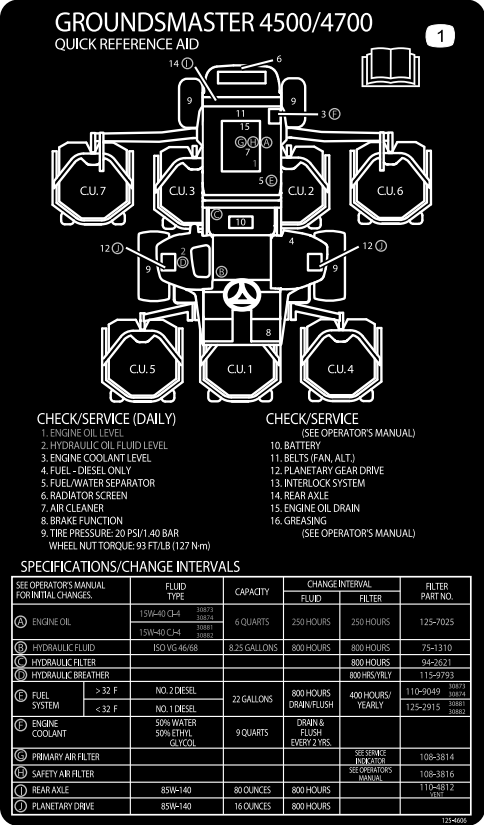 GROUNDSMASTER 4500/4700
QUICK REFERENCE AID
1
14 I
6
9
9
11
15
3 F
G H A
7
1
5 E
C.U. 7
C.U. 3
C.U. 2
C.U. 6
C
10
12 J
2
D
4
12 J
9
B
9
8
C.U. 5
C.U. 1
C.U. 4
CHECK/SERVICE (DAILY)
1. ENGINE OIL LEVEL
2. HYDRAULIC OIL FLUID LEVEL
3. ENGINE COOLANT LEVEL
4. FUEL - DIESEL ONLY
5. FUEL/WATER SEPARATOR
6. RADIATOR SCREEN
7. AIR CLEANER
8. BRAKE FUNCTION
9. TIRE PRESSURE: 20 PSI/1.40 BAR
WHEEL NUT TORQUE: 93 FT/LB (127 N·m)
CHECK/SERVICE
(SEE OPERATOR'S MANUAL)
10. BATTERY
11. BELTS (FAN, ALT.)
12. PLANETARY GEAR DRIVE
13. INTERLOCK SYSTEM
14. REAR AXLE
15. ENGINE OIL DRAIN
16. GREASING
(SEE OPERATOR'S MANUAL)
SPECIFICATIONS/CHANGE INTERVALS
SEE OPERATOR'S MANUAL FOR INITIAL CHANGES. FLUID TYPE CAPACITY CHANGE INTERVAL FLUID FILTER FILTER PART NO.
A ENGINE OIL 15W-40 CI-4 30873 30874 15W-40 CJ-4 30881 30882 6 QUARTS 250 HOURS 250 HOURS 125-7025
B HYDRAULIC FLUID ISO VG 46/68 8.25 GALLONS 800 HOURS 800 HOURS 75-1310
C HYDRAULIC FILTER 800 HOURS 94-2621
D HYDRAULIC BREATHER 800 HRS/YRLY 115-9793
E FUEL SYSTEM > 32 F NO. 2 DIESEL < 32 F NO. 1 DIESEL 22 GALLONS 800 HOURS DRAIN/FLUSH 400 HOURS/ YEARLY 110-9049 30873 30874 125-2915 30881 30882
F ENGINE COOLANT 50% WATER 50% ETHYL GLYCOL 9 QUARTS DRAIN & FLUSH EVERY 2 YRS.
G PRIMARY AIR FILTER SEE SERVICE INDICATOR 108-3814
H SAFETY AIR FILTER SEE OPERATOR'S MANUAL 108-3816
I REAR AXLE 85W-140 80 OUNCES 800 HOURS 110-4812 VENT
J PLANETARY DRIVE 85W-140 16 OUNCES 800 HOURS
125-4606